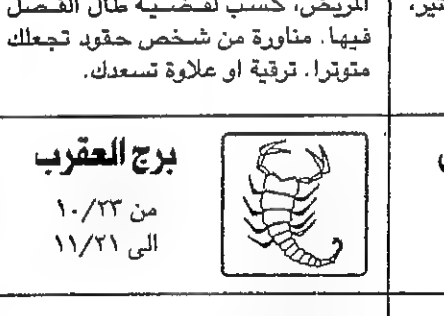 المريض، كسب لقضية طال الفصل
فيها. مناورة من شخص حقود تجعلك
متوترا. ترقية او علاوة تسعدك.
برج العقرب
من ١٠/٢٣
الى ١١/٢١